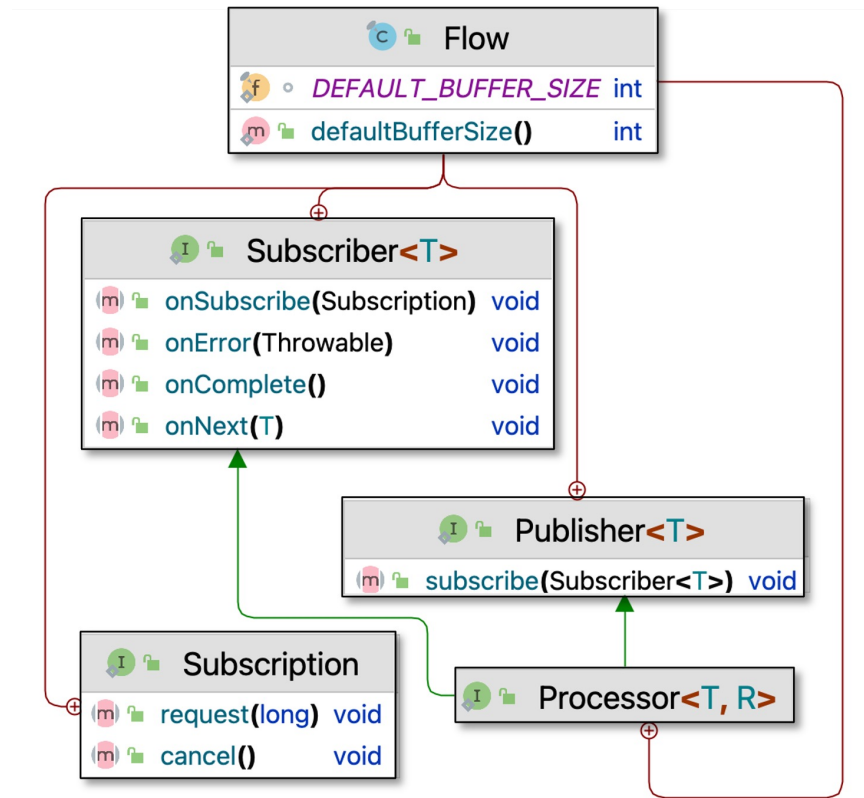 C Flow
f DEFAULT_BUFFER_SIZE int
m defaultBufferSize() int
I Subscriber<T>
m onSubscribe(Subscription) void
m onError(Throwable) void
m onComplete() void
m onNext(T) void
I Publisher<T>
m subscribe(Subscriber<T>) void
I Subscription
m request(long) void
m cancel() void
I Processor<T, R>